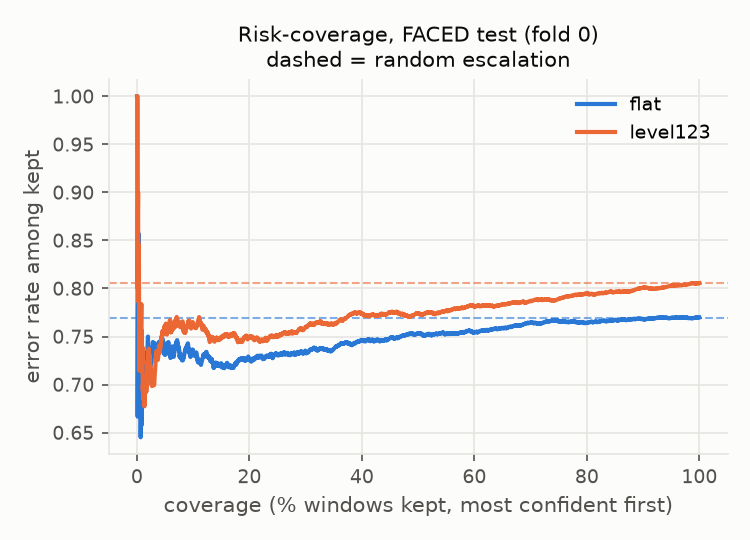 Risk-coverage, FACED test (fold 0)
dashed = random escalation
flat
level123
error rate among kept
1.00
0.95
0.90
0.85
0.80
0.75
0.70
0.65
0
20
40
60
80
100
coverage (% windows kept, most confident first)